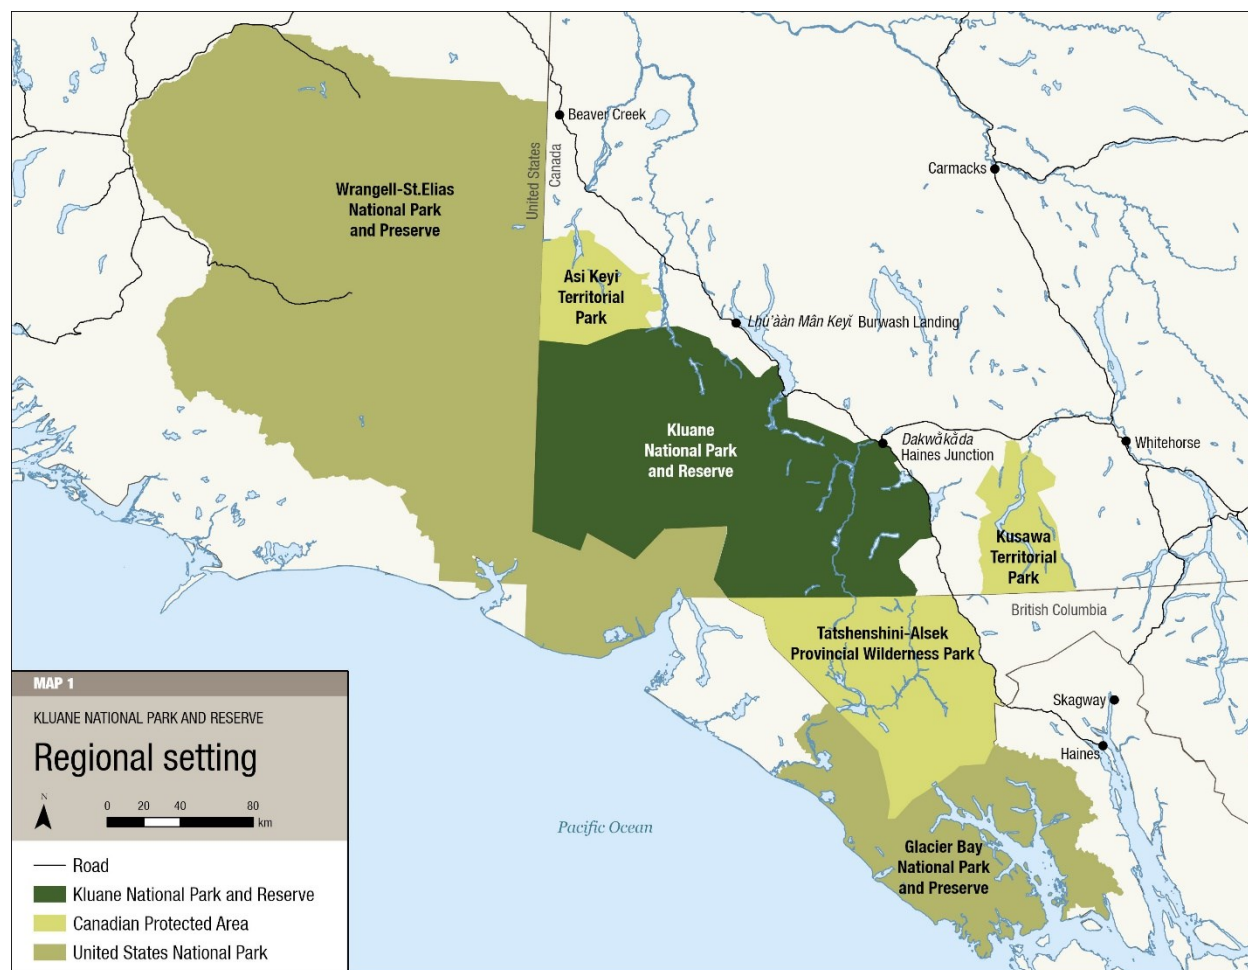 Beaver Creek
United States
Canada
Carmacks
Wrangell-St.Elias
National Park
and Preserve
Asi Keyi
Territorial
Park
Lhù’ààn Mân Keyǐ Burwash Landing
Kluane
National Park
and Reserve
Dakwǎkǎda
Haines Junction
Whitehorse
Kusawa
Territorial
Park
British Columbia
Tatshenshini-Alsek
Provincial Wilderness Park
Skagway
Haines
Pacific Ocean
Glacier Bay
National Park
and Preserve
MAP 1
KLUANE NATIONAL PARK AND RESERVE
Regional setting
N
0 20 40 80
km
Road
Kluane National Park and Reserve
Canadian Protected Area
United States National Park